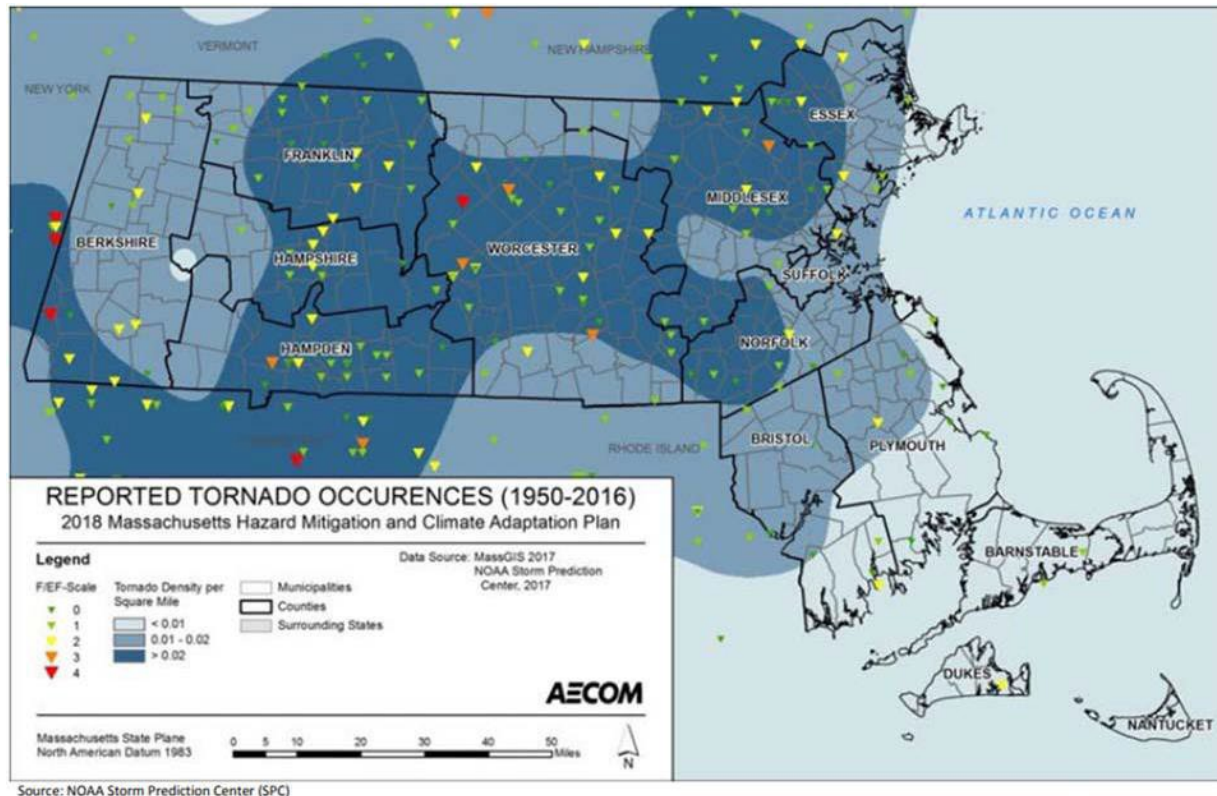 VERMONT
NEW HAMPSHIRE
NEW YORK
ESSEX
FRANKLIN
MIDDLESEX
ATLANTIC OCEAN
BERKSHIRE
HAMPSHIRE
WORCESTER
SUFFOLK
NORFOLK
HAMPDEN
BRISTOL
PLYMOUTH
RHODE ISLAND
BARNSTABLE
DUKES
NANTUCKET
REPORTED TORNADO OCCURENCES (1950-2016)
2018 Massachusetts Hazard Mitigation and Climate Adaptation Plan
Legend
F/EF-Scale
0
1
2
3
4
Tornado Density per
Square Mile
< 0.01
0.01 - 0.02
> 0.02
Municipalities
Counties
Surrounding States
Data Source: MassGIS 2017
NOAA Storm Prediction
Center, 2017
AECOM
Massachusetts State Plane
North American Datum 1983
0 5 10 20 30 40 50
Miles
N
Source: NOAA Storm Prediction Center (SPC)